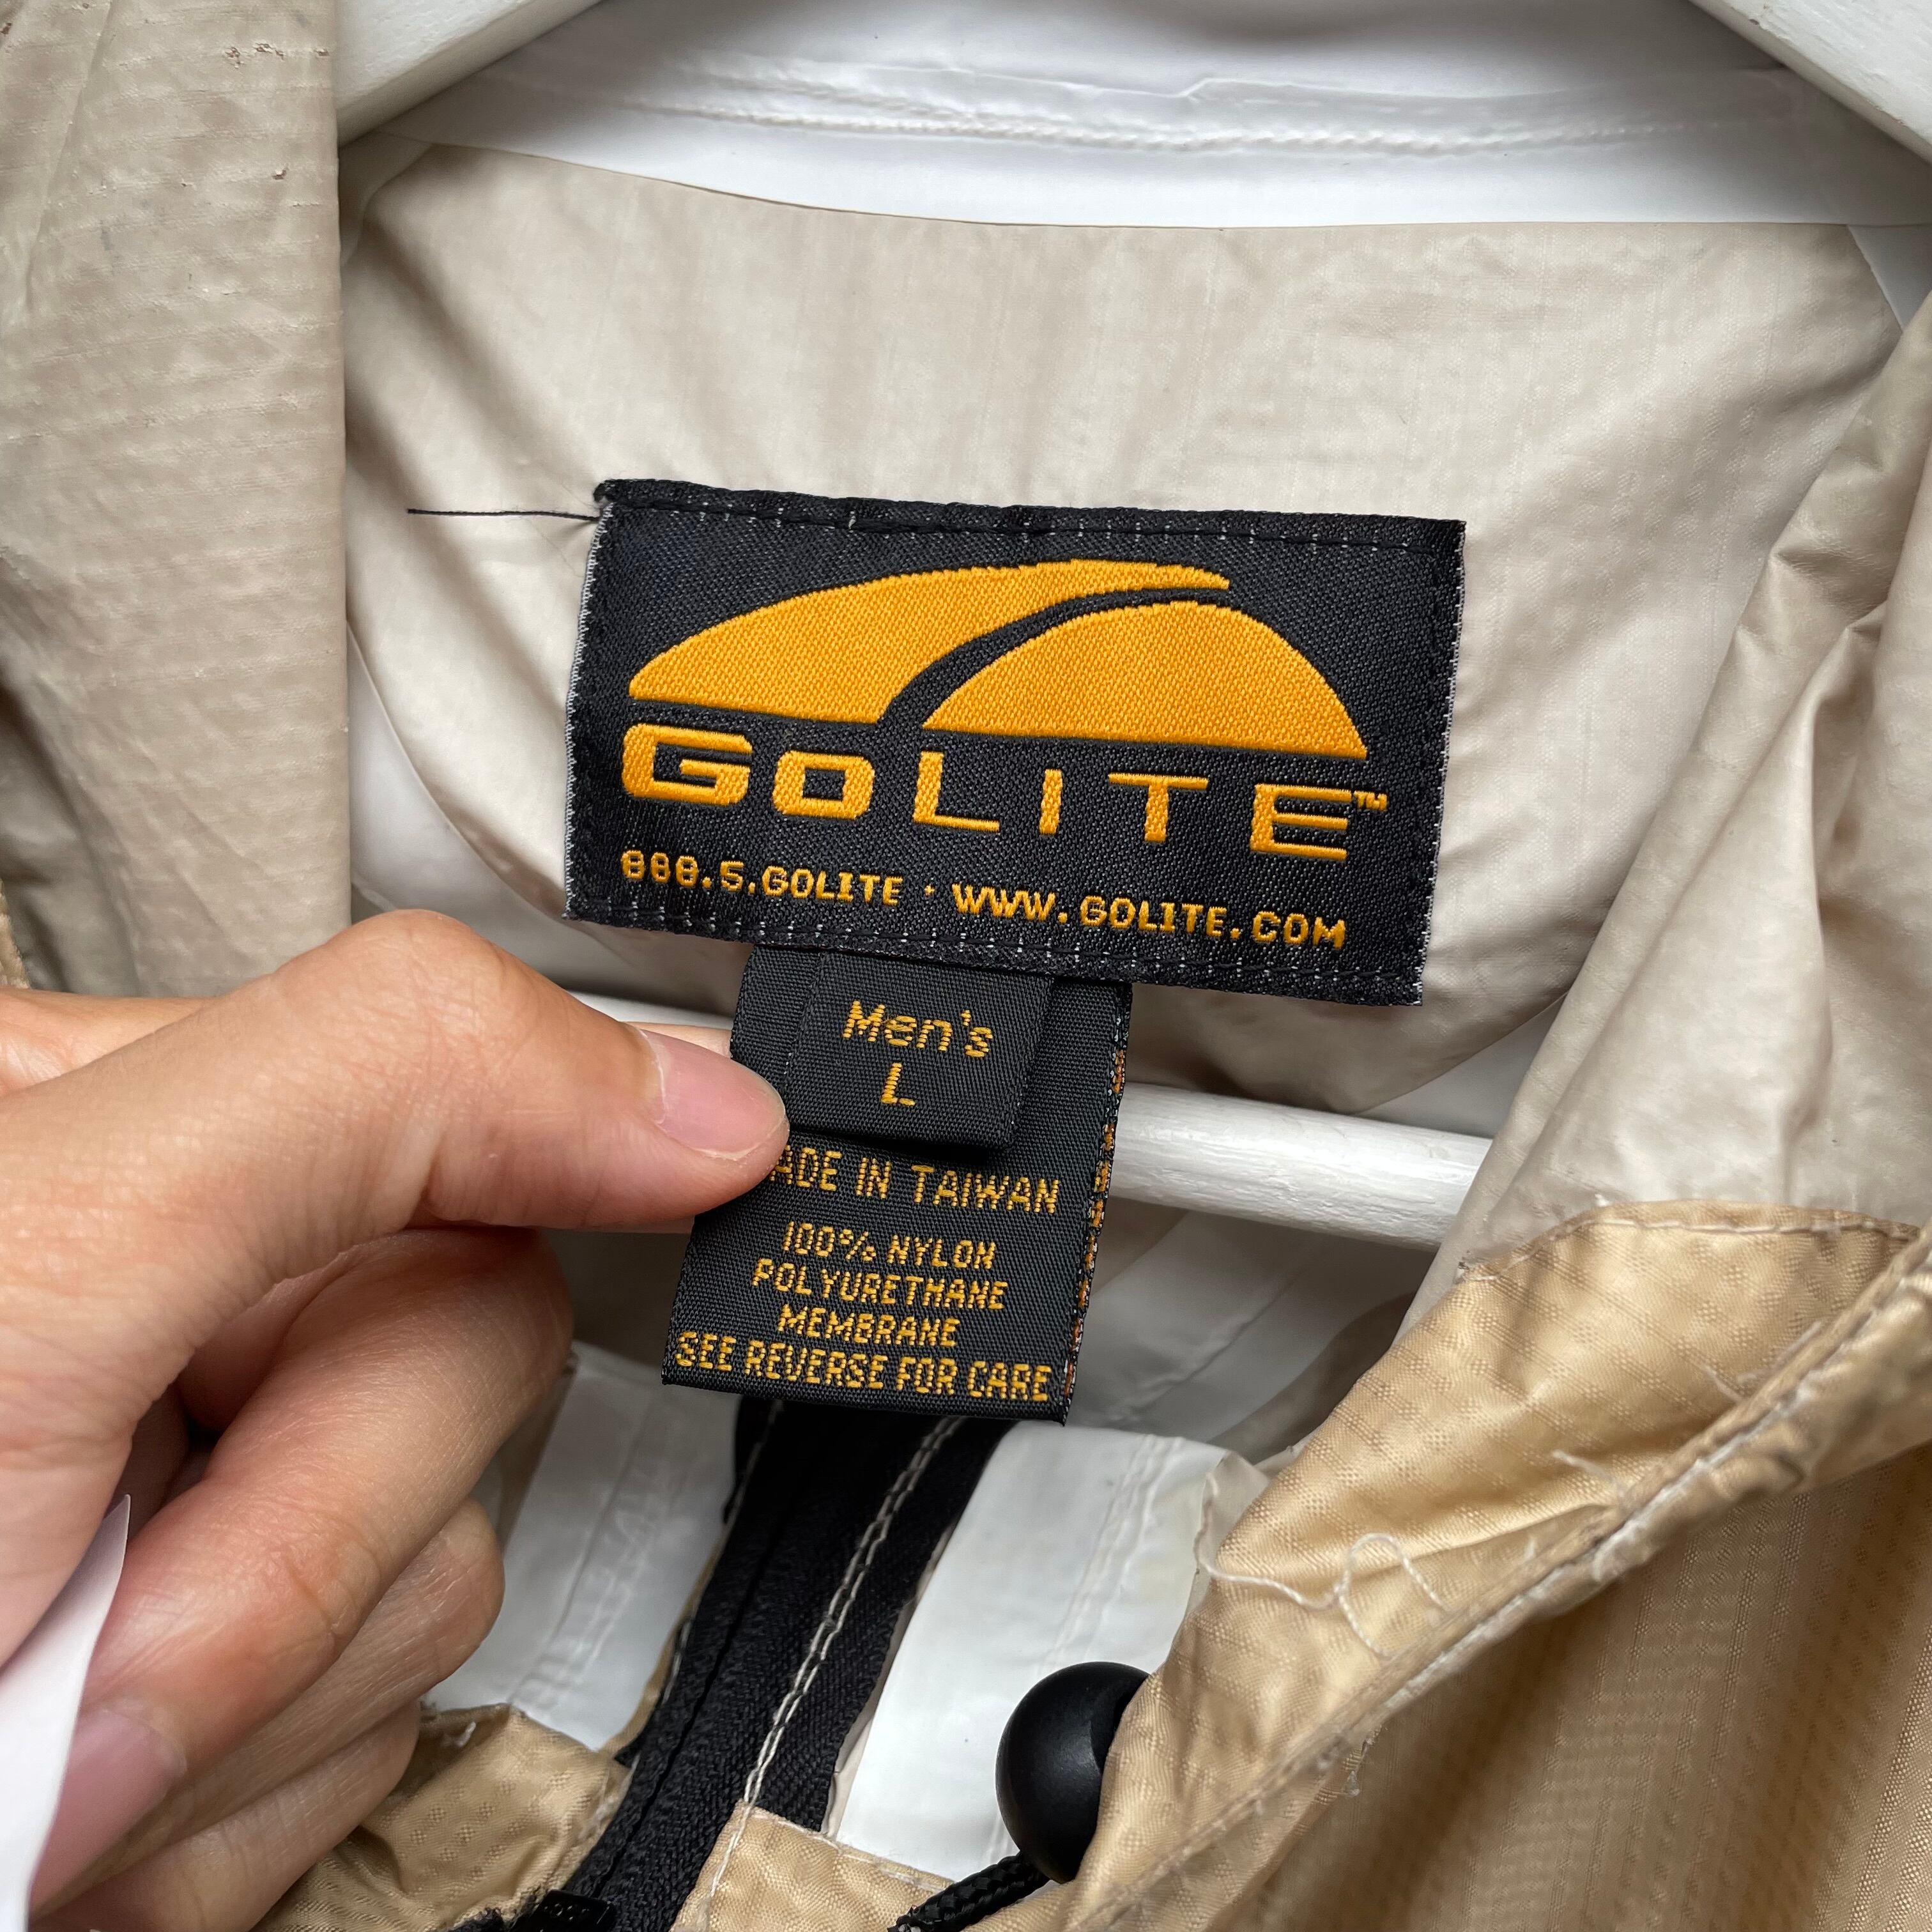 GOLITE™
888.5.GOLITE · WWW.GOLITE.COM
Men's
L
ADE IN TAIWAN
100% NYLON
POLYURETHANE
MEMBRANE
SEE REVERSE FOR CARE